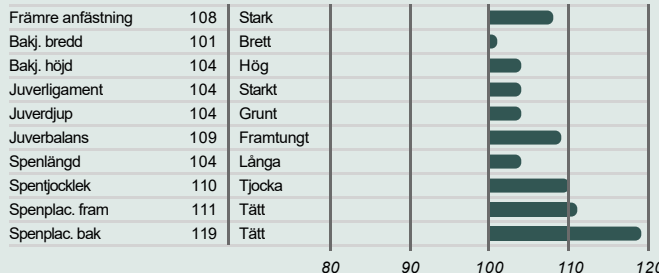 Främre anfästning 108 Stark
Bakj. bredd 101 Brett
Bakj. höjd 104 Hög
Juverligament 104 Starkt
Juverdjup 104 Grunt
Juverbalans 109 Framtungt
Spenlängd 104 Långa
Spentjocklek 110 Tjocka
Spenplac. fram 111 Tätt
Spenplac. bak 119 Tätt
80 90 100 110 120